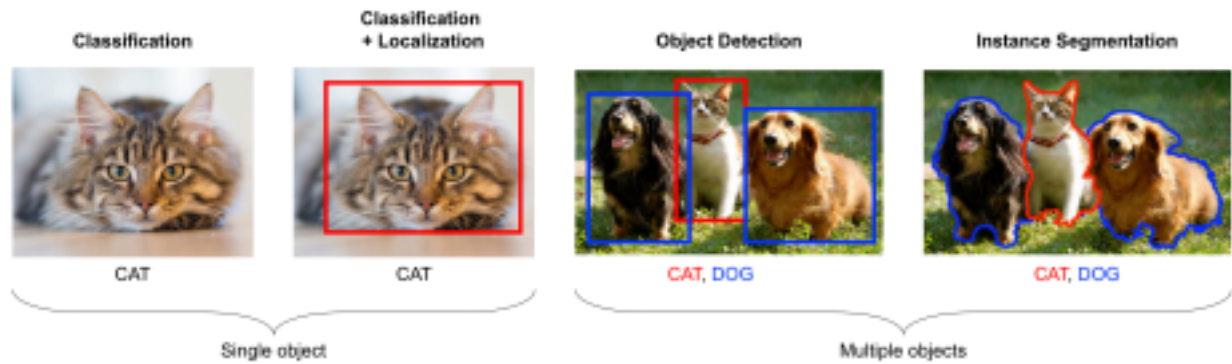 Classification
Classification
+ Localization
Object Detection
Instance Segmentation
CAT
CAT
CAT, DOG
CAT, DOG
Single object
Multiple objects